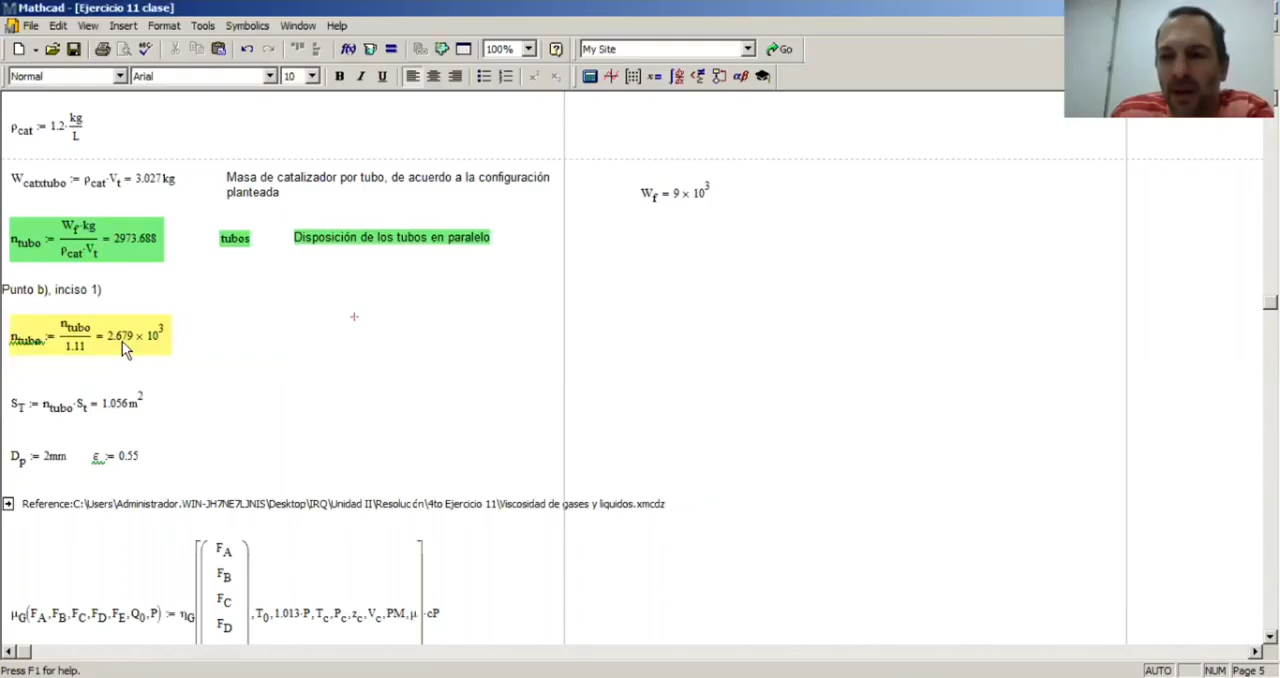 Mathcad - [Ejercicio 11 clase]
File Edit View Insert Format Tools Symbolics Window Help
100% My Site Go
Normal Arial 10 B I U
ρcat := 1.2· kg/L
Wcatxtubo := ρcat·Vt = 3.027 kg
Masa de catalizador por tubo, de acuerdo a la configuración
planteada
Wf = 9 × 10^3
ntubo := Wf·kg / ρcat·Vt = 2973.688 tubos Disposición de los tubos en paralelo
Punto b), inciso 1)
ntubo := ntubo / 1.11 = 2.679 × 10^3
ST := ntubo·St = 1.056 m^2
Dp := 2mm ε := 0.55
Reference:C:\Users\Administrador.WIN-JH7NE7LJNIS\Desktop\IRQ\Unidad II\Resolución\4to Ejercicio 11\Viscosidad de gases y liquidos.xmcdz
FA
FB
FC
μG(FA,FB,FC,FD,FE,Q0,P) := ηG FD ,T0,1.013·P,Tc,Pc,zc,Vc,PM,μ ·cP
Press F1 for help. AUTO NUM Page 5